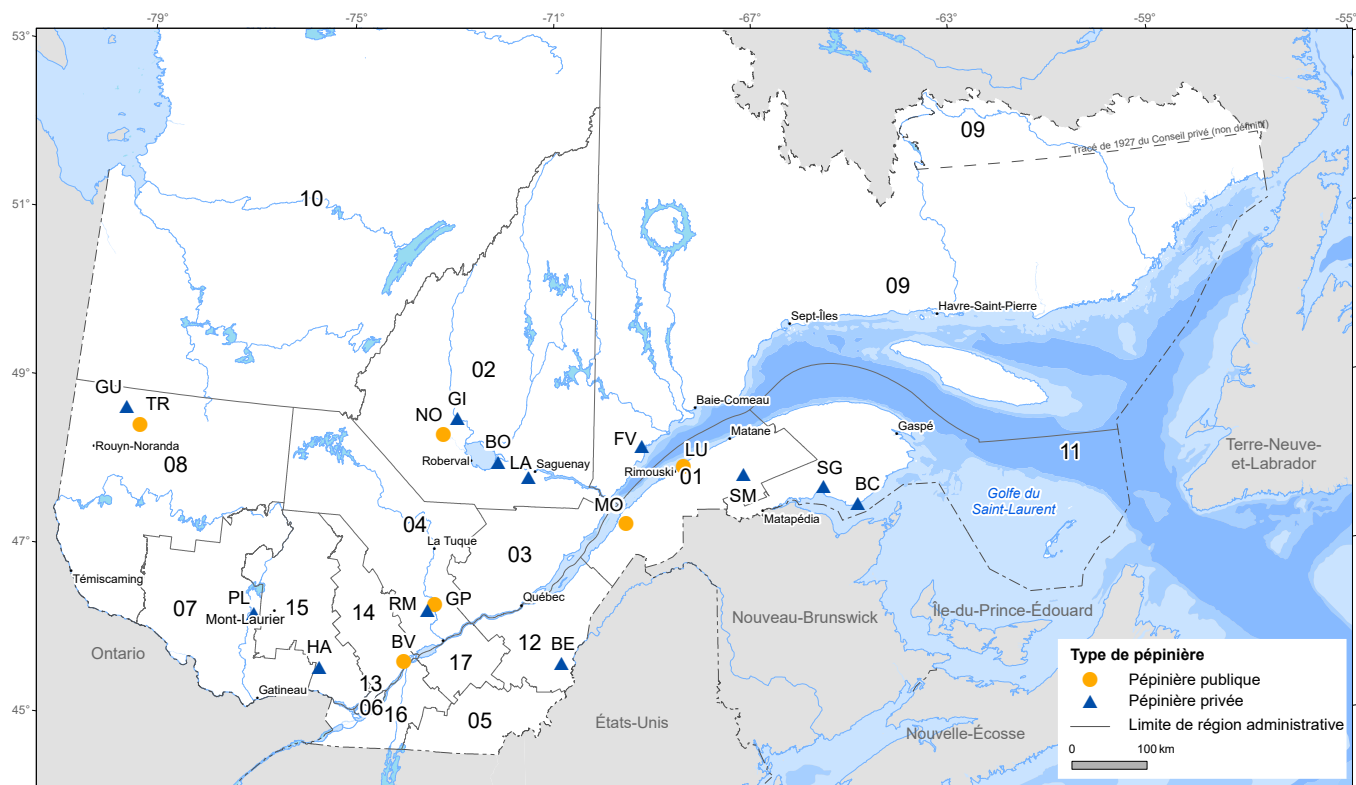 -79°
-75°
-71°
-67°
-63°
-59°
-55°
53°
09
Tracé de 1927 du Conseil privé (non définitif)
10
51°
09
Havre-Saint-Pierre
Sept-Îles
49°
02
GU
TR
GI
NO
Baie-Comeau
Rouyn-Noranda
08
BO
Roberval
LA
Saguenay
FV
LU
Matane
Rimouski
01
Gaspé
11
Terre-Neuve-
et-Labrador
SG
BC
SM
Golfe du
Saint-Laurent
MO
Matapédia
04
La Tuque
47°
03
Témiscaming
07
PL
15
Mont-Laurier
14
RM
GP
Québec
Nouveau-Brunswick
Île-du-Prince-Édouard
Ontario
HA
BV
12
BE
17
Gatineau
13
06
16
05
45°
États-Unis
Nouvelle-Écosse
Type de pépinière
Pépinière publique
Pépinière privée
Limite de région administrative
0
100 km